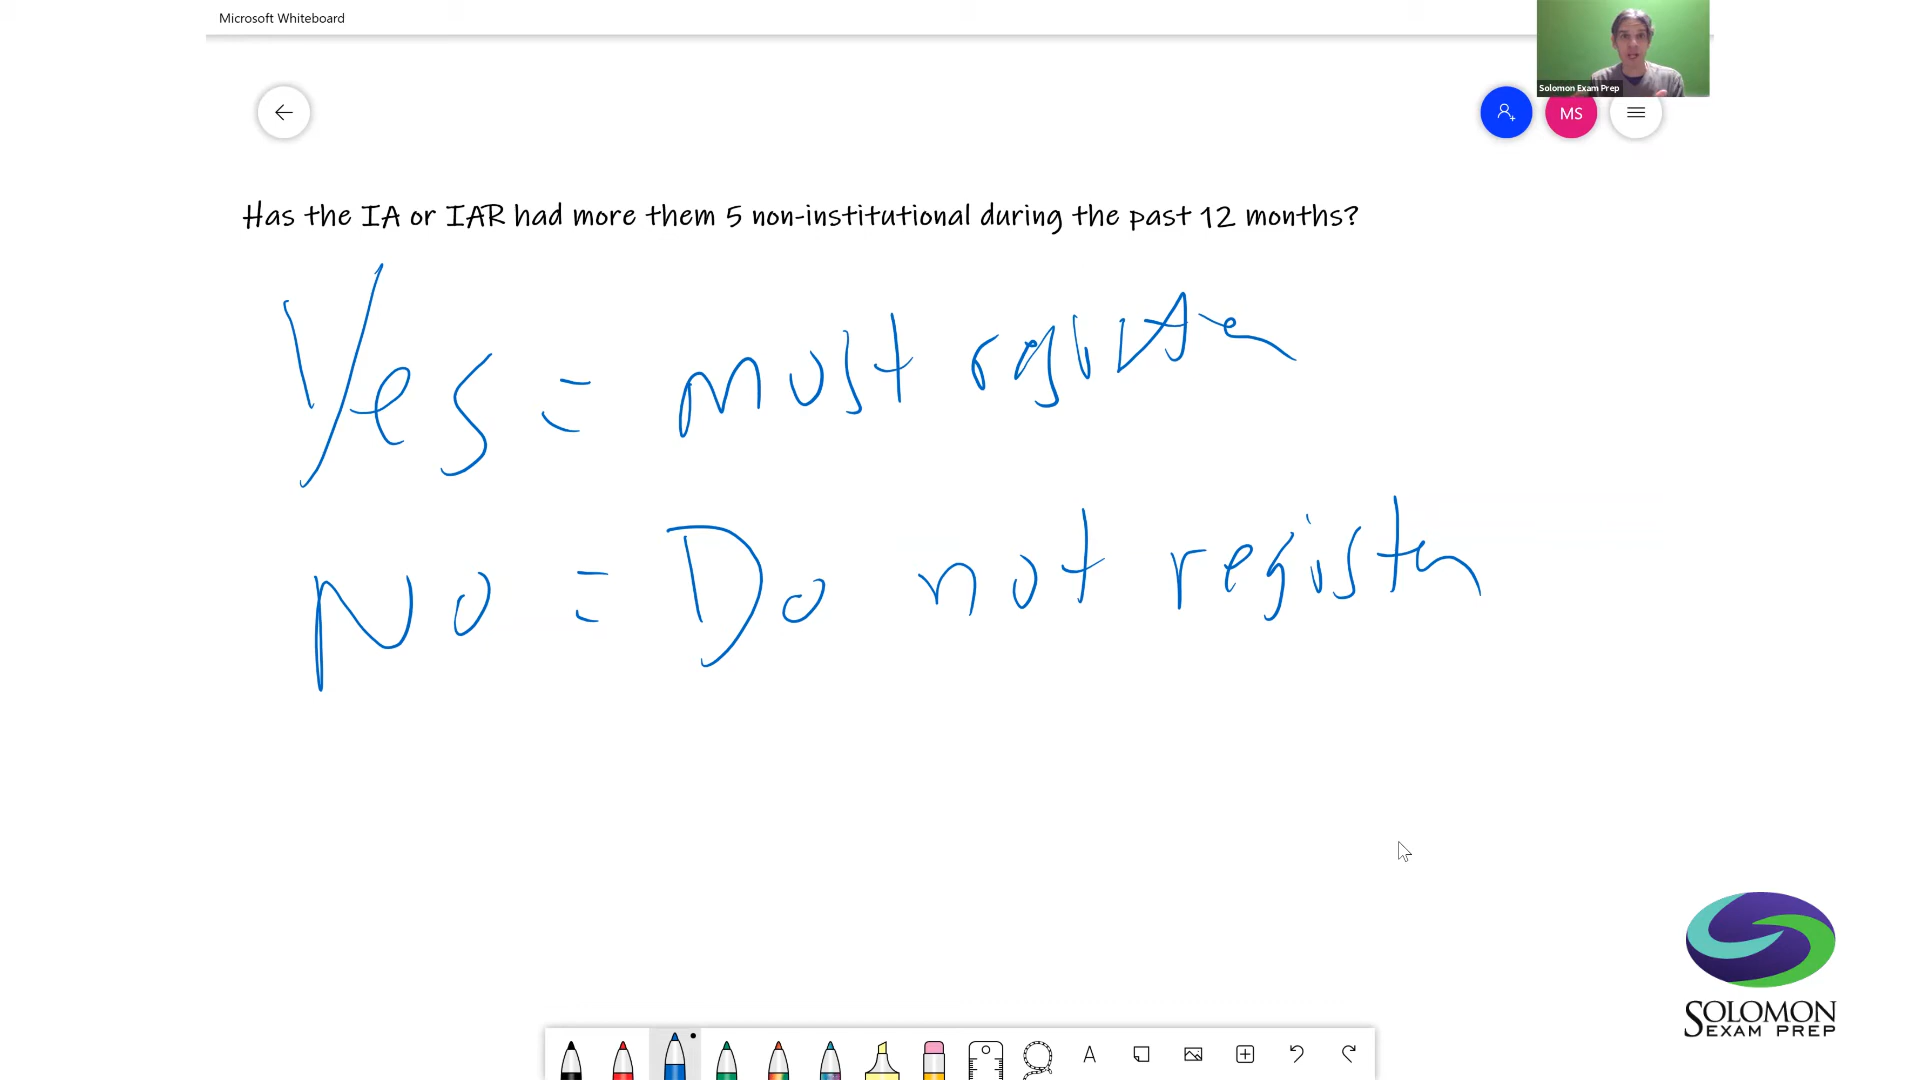 Microsoft Whiteboard
Solomon Exam Prep
MS
Has the IA or IAR had more them 5 non-institutional during the past 12 months?
Yes = must register
No = Do not register
A
SOLOMON
EXAM PREP